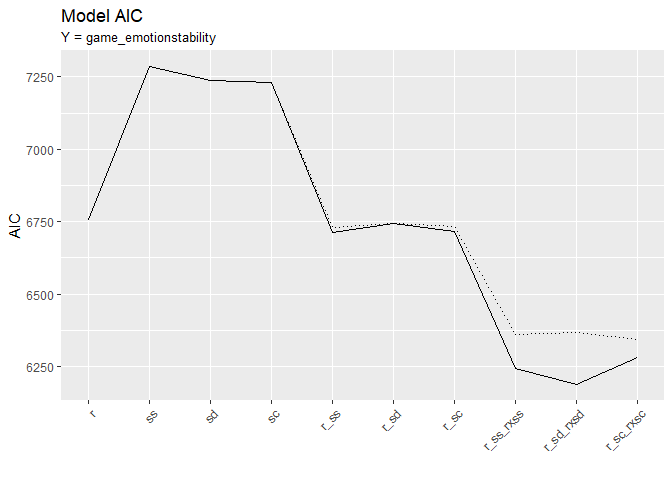 Model AIC
Y = game_emotionstability
AIC
7250
7000
6750
6500
6250
r
ss
sd
sc
r_ss
r_sd
r_sc
r_ss_rxss
r_sd_rxsd
r_sc_rxsc